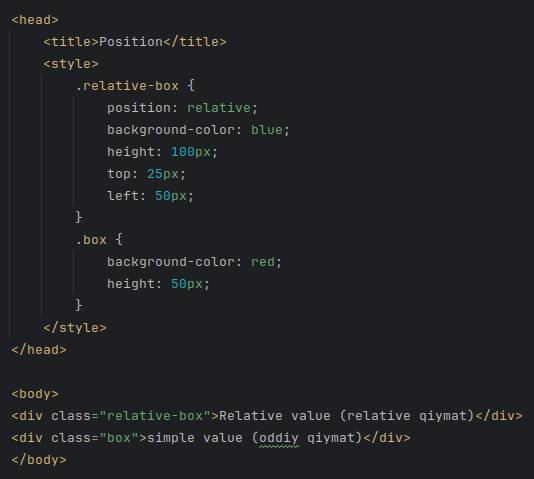 <head>
    <title>Position</title>
    <style>
        .relative-box {
            position: relative;
            background-color: blue;
            height: 100px;
            top: 25px;
            left: 50px;
        }
        .box {
            background-color: red;
            height: 50px;
        }
    </style>
</head>

<body>
<div class="relative-box">Relative value (relative qiymat)</div>
<div class="box">simple value (oddiy qiymat)</div>
</body>